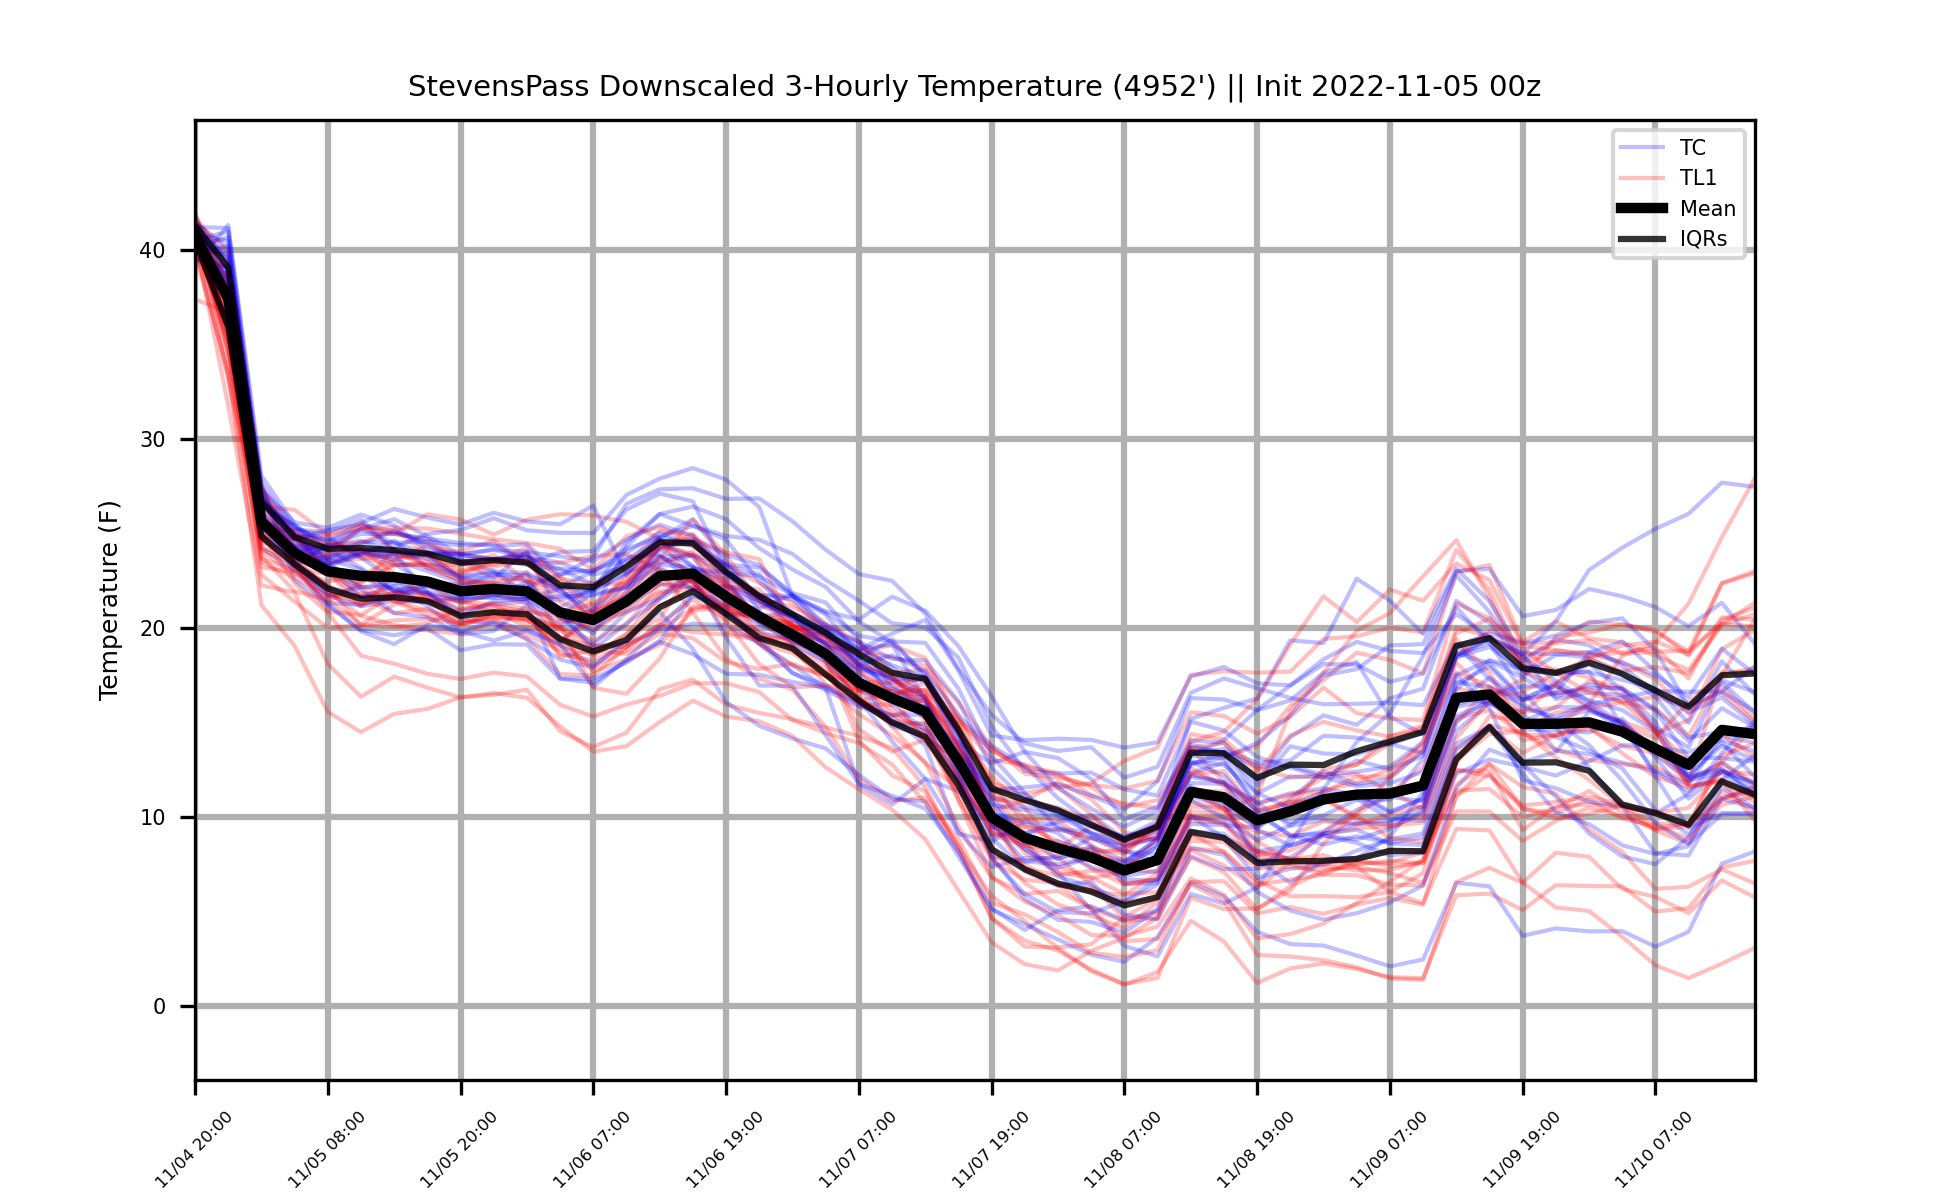 StevensPass Downscaled 3-Hourly Temperature (4952') || Init 2022-11-05 00z
TC
TL1
Mean
IQRs
Temperature (F)
40
30
20
10
0
11/04 20:00
11/05 08:00
11/05 20:00
11/06 07:00
11/06 19:00
11/07 07:00
11/07 19:00
11/08 07:00
11/08 19:00
11/09 07:00
11/09 19:00
11/10 07:00